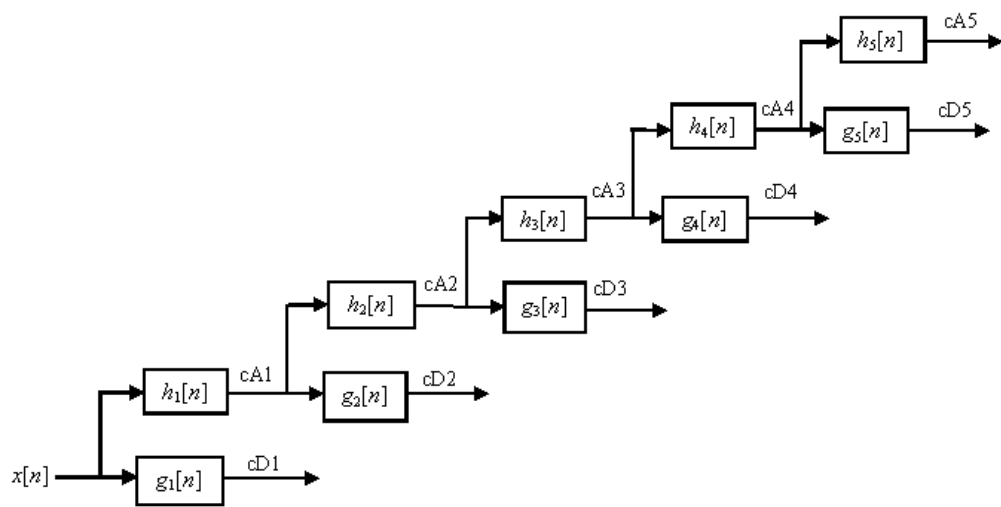 cA5
h₅[n]
cA4
cD5
h₄[n]
g₅[n]
cA3
cD4
h₃[n]
g₄[n]
cA2
cD3
h₂[n]
g₃[n]
cA1
cD2
h₁[n]
g₂[n]
cD1
x[n]
g₁[n]